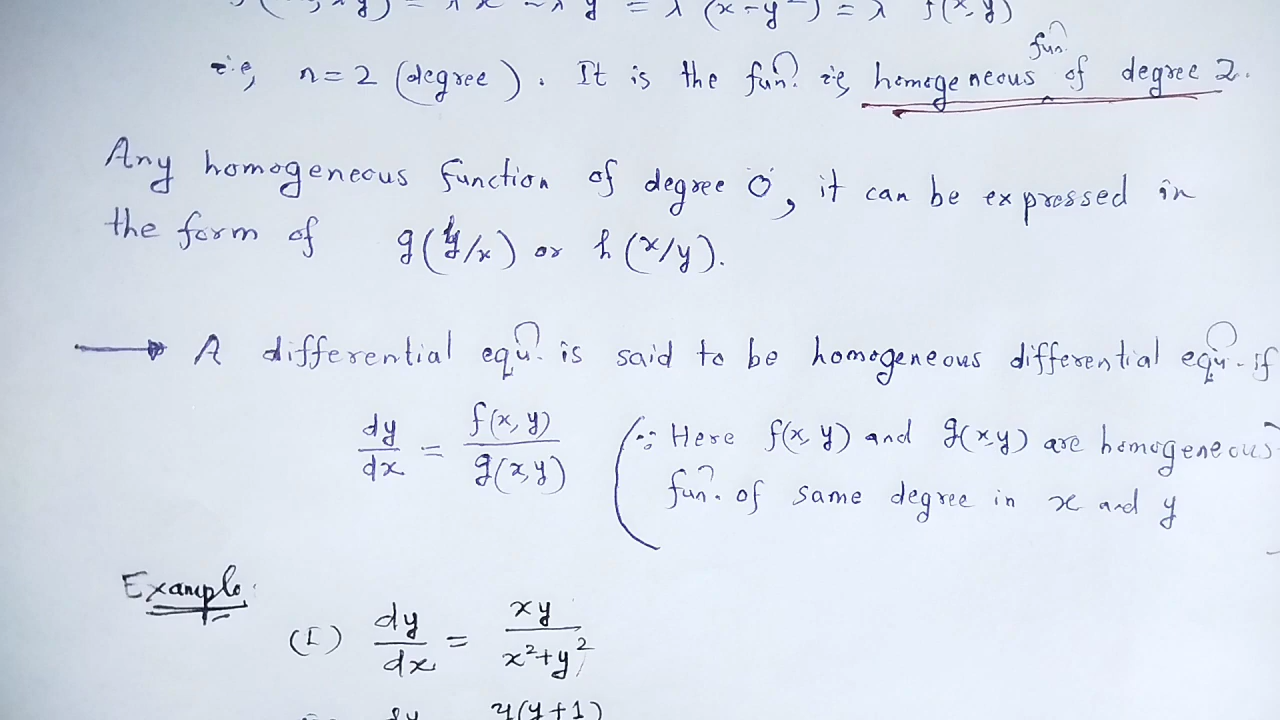 i.e, n = 2 (degree). It is the fun. i.e, homogeneous fun. of degree 2.
Any homogeneous function of degree 0, it can be expressed in
the form of g(y/x) or h(x/y).
→ A differential equn. is said to be homogeneous differential equn. if
dy/dx = f(x, y)/g(x, y) (∵ Here f(x, y) and g(x, y) are homogeneous
fun. of same degree in x and y
Example:
(I) dy/dx = xy/x²+y²